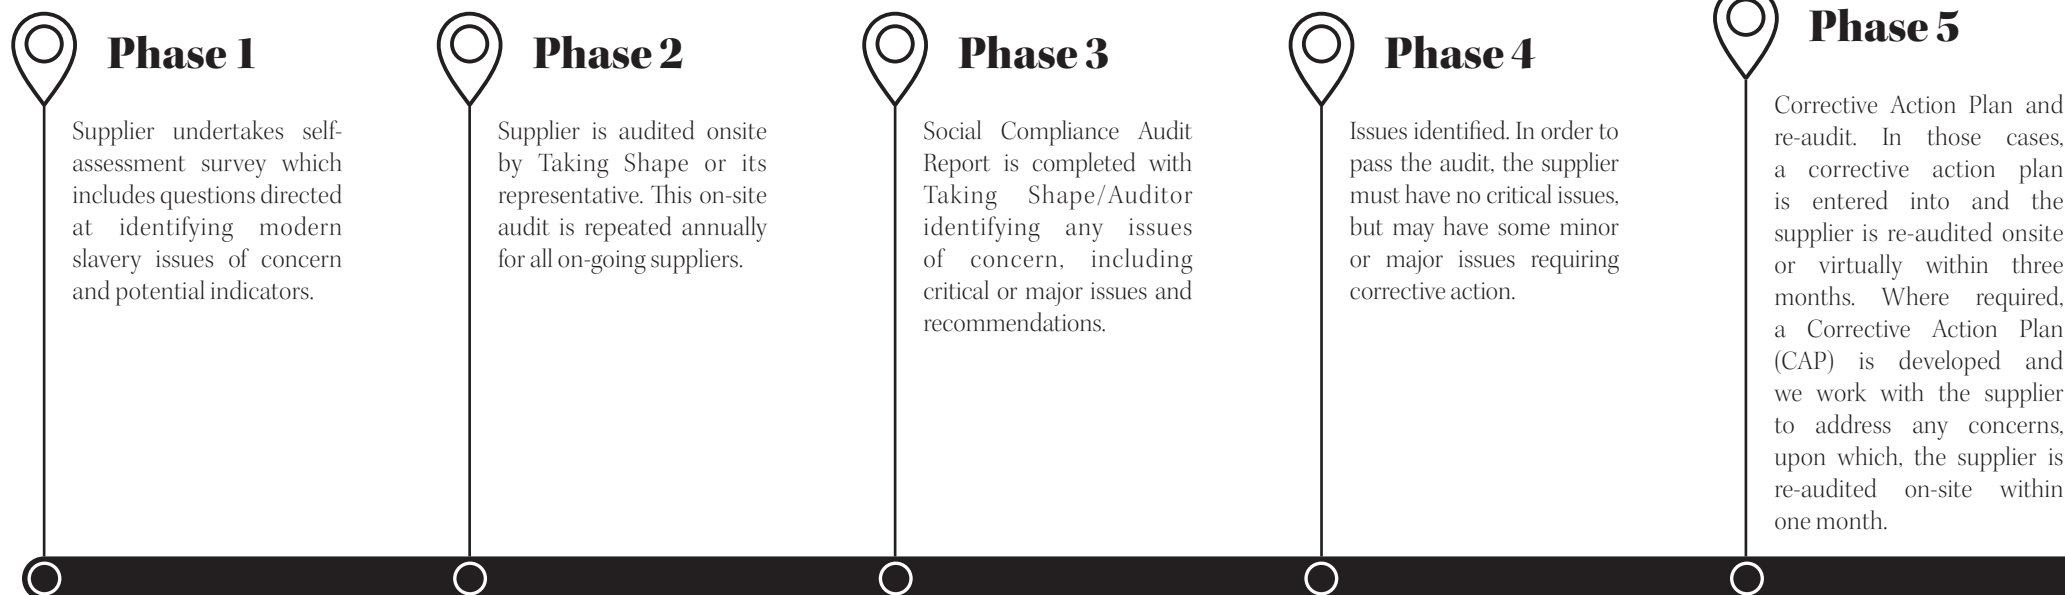 Phase 1
Supplier undertakes self-
assessment survey which
includes questions directed
at identifying modern
slavery issues of concern
and potential indicators.
Phase 2
Supplier is audited onsite
by Taking Shape or its
representative. This on-site
audit is repeated annually
for all on-going suppliers.
Phase 3
Social Compliance Audit
Report is completed with
Taking Shape/Auditor
identifying any issues
of concern, including
critical or major issues and
recommendations.
Phase 4
Issues identified. In order to
pass the audit, the supplier
must have no critical issues,
but may have some minor
or major issues requiring
corrective action.
Phase 5
Corrective Action Plan and
re-audit. In those cases,
a corrective action plan
is entered into and the
supplier is re-audited onsite
or virtually within three
months. Where required,
a Corrective Action Plan
(CAP) is developed and
we work with the supplier
to address any concerns,
upon which, the supplier is
re-audited on-site within
one month.